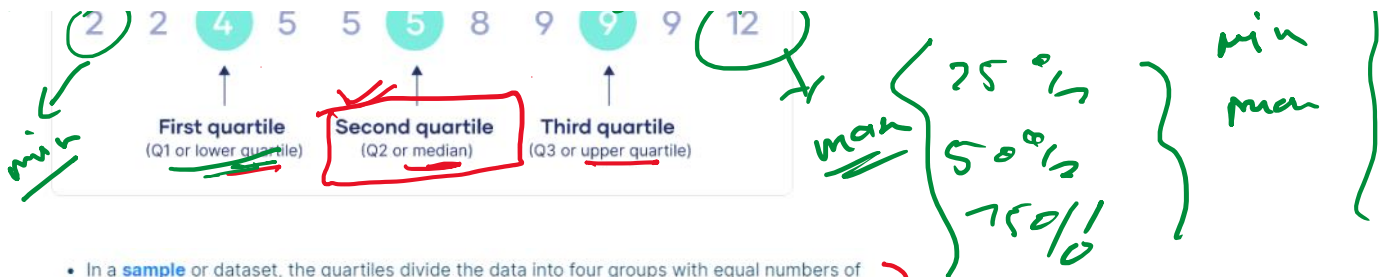 2 2 4 5 5 5 8 9 9 9 12
min
First quartile
(Q1 or lower quartile)
Second quartile
(Q2 or median)
Third quartile
(Q3 or upper quartile)
max
25%
50%
75%
min
max
• In a sample or dataset, the quartiles divide the data into four groups with equal numbers of